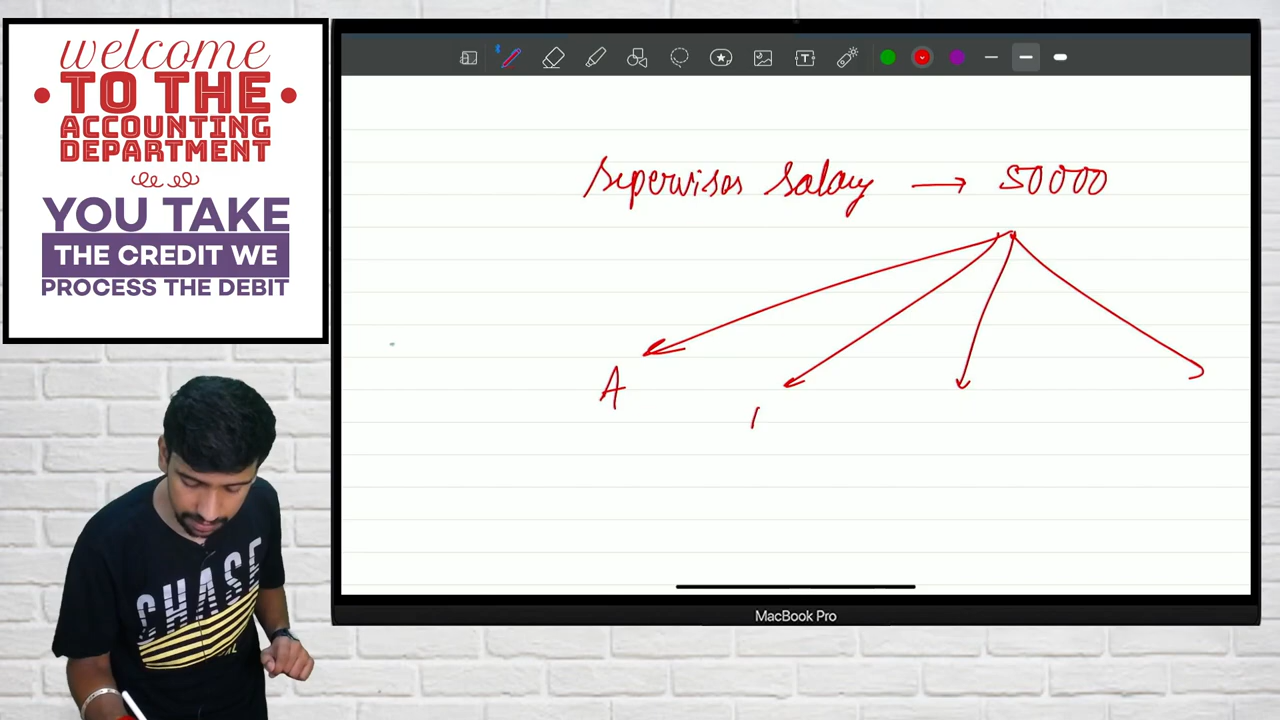 welcome
TO THE
ACCOUNTING
DEPARTMENT
YOU TAKE
THE CREDIT WE
PROCESS THE DEBIT
Supervisor Salary → 50000
A
CHASE
MacBook Pro